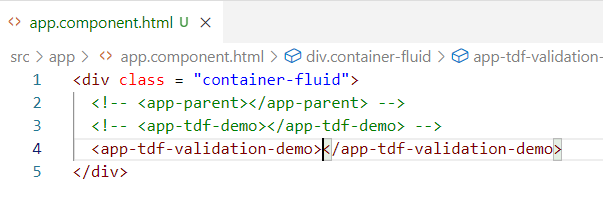 app.component.html U ×
src > app > app.component.html > div.container-fluid > app-tdf-validation-
1 <div class = "container-fluid">
2 <!-- <app-parent></app-parent> -->
3 <!-- <app-tdf-demo></app-tdf-demo> -->
4 <app-tdf-validation-demo></app-tdf-validation-demo>
5 </div>